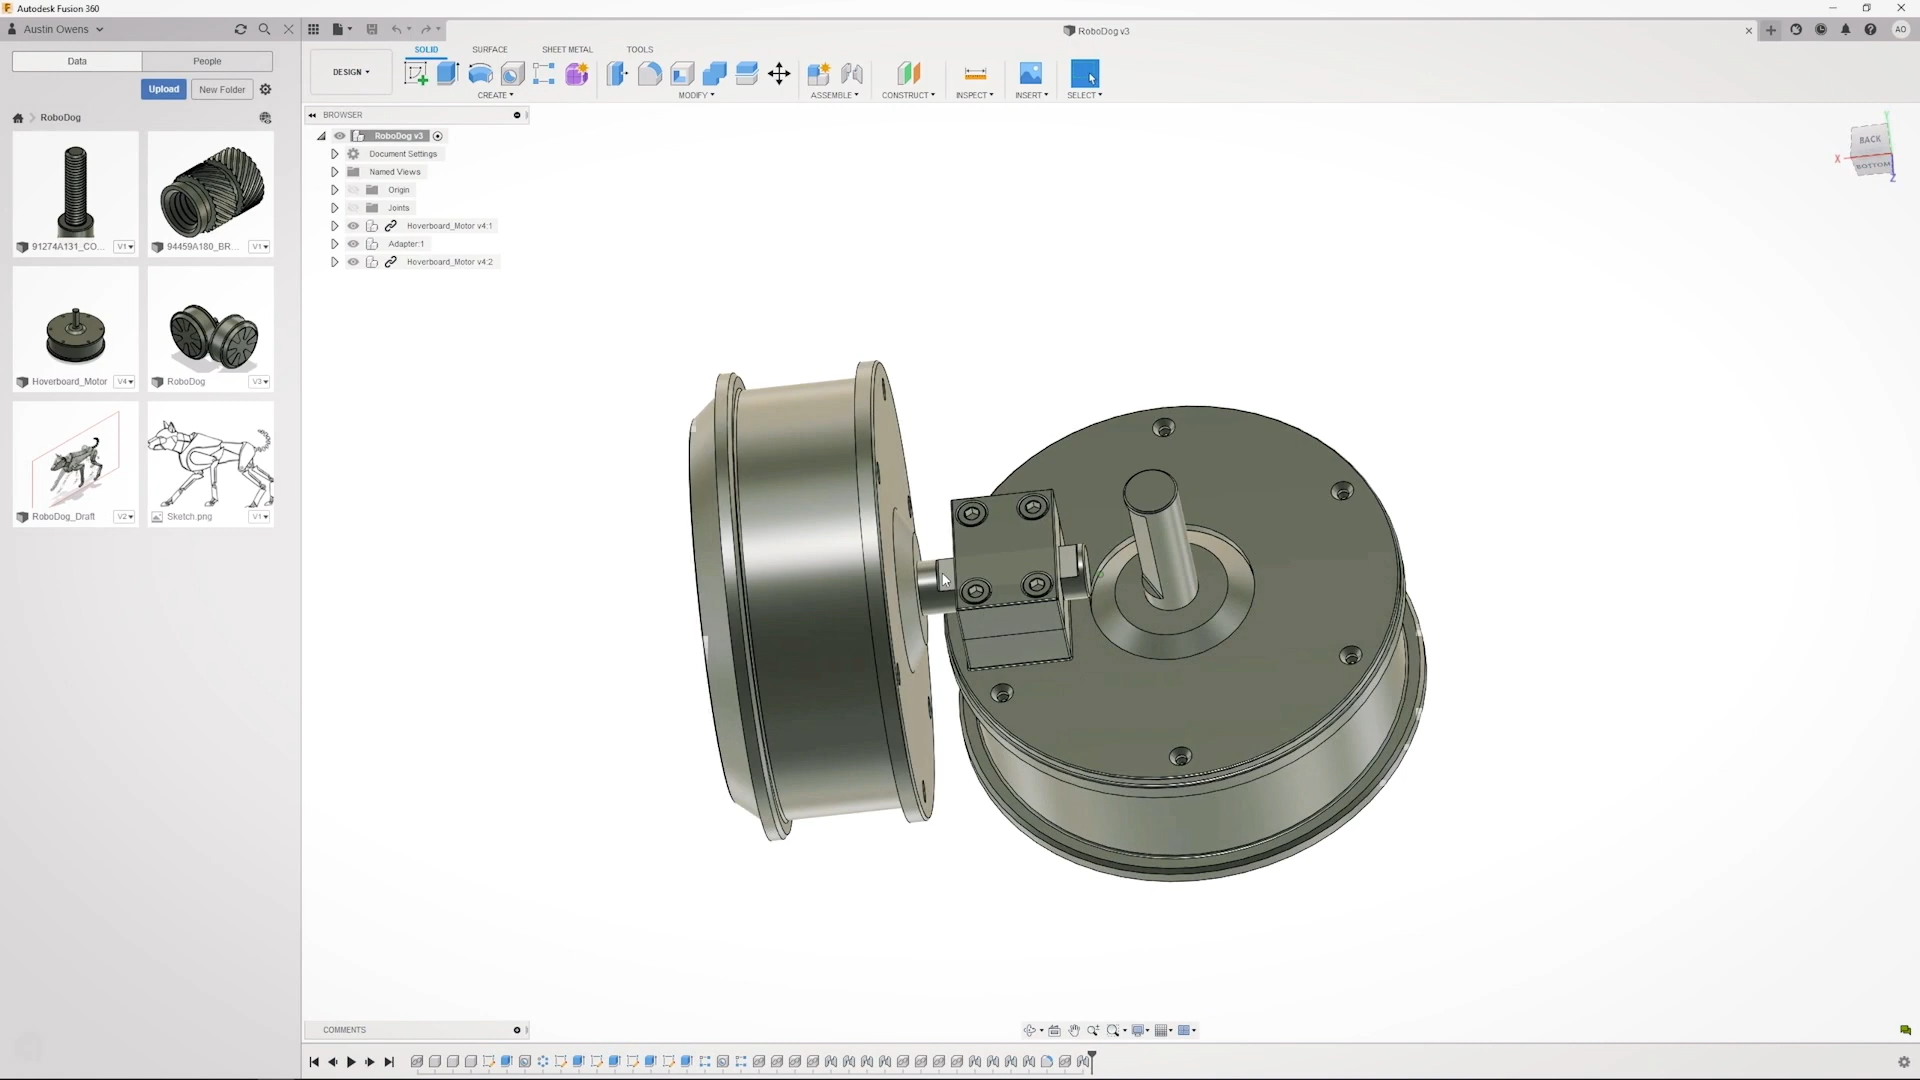 Autodesk Fusion 360
Austin Owens
RoboDog v3
AO
Data
People
Upload
New Folder
RoboDog
91274A131_CO...
V1
94459A180_BR...
V1
Hoverboard_Motor
V4
RoboDog
V3
RoboDog_Draft
V2
Sketch.png
V1
DESIGN
SOLID
SURFACE
SHEET METAL
TOOLS
CREATE
MODIFY
ASSEMBLE
CONSTRUCT
INSPECT
INSERT
SELECT
BROWSER
RoboDog v3
Document Settings
Named Views
Origin
Joints
Hoverboard_Motor v4:1
Adapter:1
Hoverboard_Motor v4:2
Y
BACK
X
BOTTOM
Z
COMMENTS